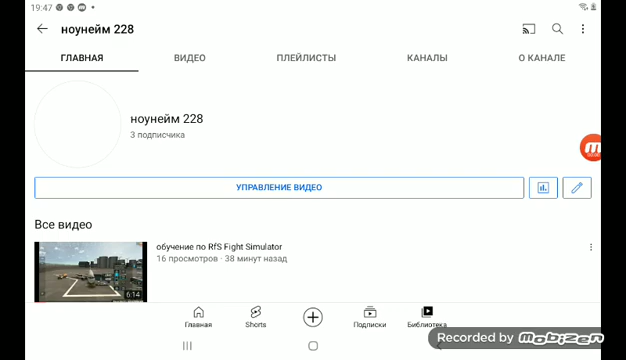 19:47
ноунейм 228
ГЛАВНАЯ ВИДЕО ПЛЕЙЛИСТЫ КАНАЛЫ О КАНАЛЕ
ноунейм 228
3 подписчика
УПРАВЛЕНИЕ ВИДЕО
Все видео
обучение по RfS Fight Simulator
16 просмотров · 38 минут назад
6:14
Главная Shorts Подписки Библиотека
Recorded by Mobizen